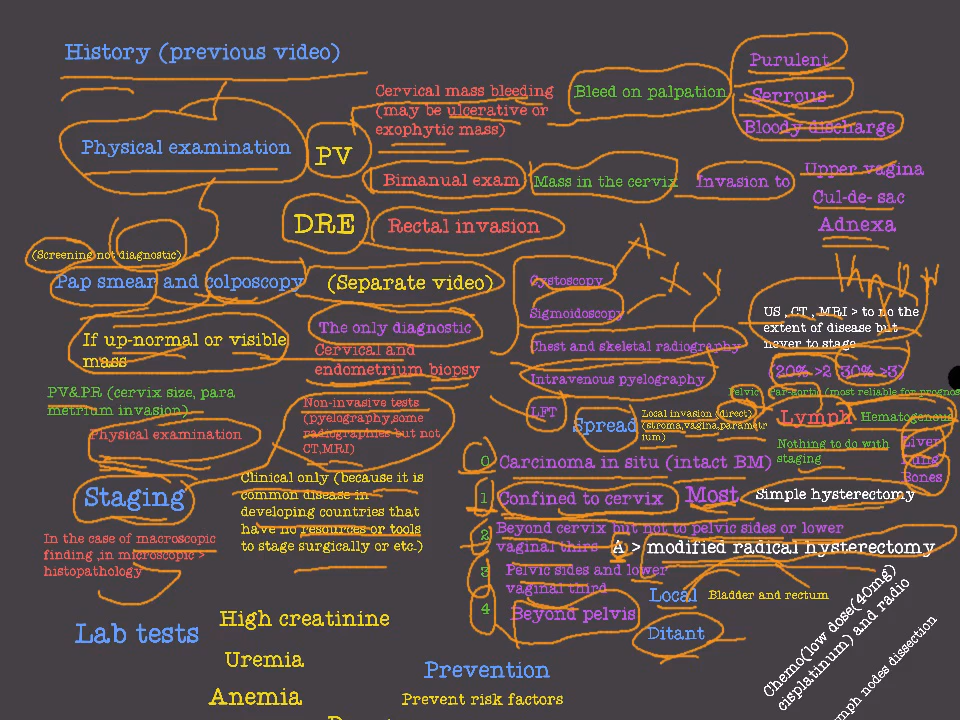 History (previous video)
Physical examination
PV
Cervical mass bleeding
(may be ulcerative or
exophytic mass)
Bleed on palpation
Purulent
Serrous
Bloody discharge
Bimanual exam
Mass in the cervix
Invasion to
Upper vagina
Cul-de- sac
Adnexa
DRE
Rectal invasion
(Screening not diagnostic)
Pap smear and colposcopy
(Separate video)
If up-normal or visible
mass
The only diagnostic
Cervical and
endometrium biopsy
Cystoscopy
Sigmoidoscopy
Chest and skeletal radiography
Intravenous pyelography
LFT
US , CT , MRI > to no the
extent of disease but
never to stage
(20% >2 (30% >3)
Pelvic
Par-aortic (most reliable for prognos
PV&PR (cervix size, para
metrium invasion)
Physical examination
Non-invasive tests
(pyelography,some
radiographies but not
CT,MRI)
Spread
Local invasion (direct)
(stroma,vagina,parametr
ium)
Lymph
Hematogenous
Nothing to do with
staging
Liver
Lung
Bones
Staging
Clinical only (because it is
common disease in
developing countries that
have no resources or tools
to stage surgically or etc.)
In the case of macroscopic
finding ,in microscopic >
histopathology
0
Carcinoma in situ (intact BM)
1
Confined to cervix
Most
Simple hysterectomy
2
Beyond cervix but not to pelvic sides or lower
vaginal thirs
A > modified radical hysterectomy
3
Pelvic sides and lower
vaginal third
4
Beyond pelvis
Local
Bladder and rectum
Ditant
Chemo(low dose(40mg)
cisplatinum) and radio
mph nodes dissection
Lab tests
High creatinine
Uremia
Anemia
Prevention
Prevent risk factors